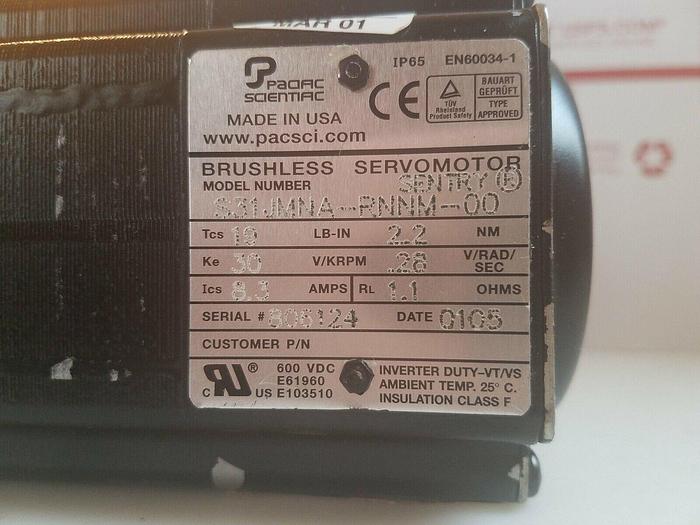 MAR 01
PACIFIC
SCIENTIFIC
MADE IN USA
www.pacsci.com
IP65 EN60034-1
CE
TÜV
Rheinland
Product Safety
BAUART
GEPRÜFT
TYPE
APPROVED
BRUSHLESS SERVOMOTOR
MODEL NUMBER SENTRY ®
S31JMNA-RNNM-00
Tcs 19 LB-IN 2.2 NM
Ke 30 V/KRPM .28 V/RAD/SEC
Ics 8.3 AMPS RL 1.1 OHMS
SERIAL # 806124 DATE 0105
CUSTOMER P/N
c RU ® US
600 VDC
E61960
E103510
INVERTER DUTY-VT/VS
AMBIENT TEMP. 25° C.
INSULATION CLASS F